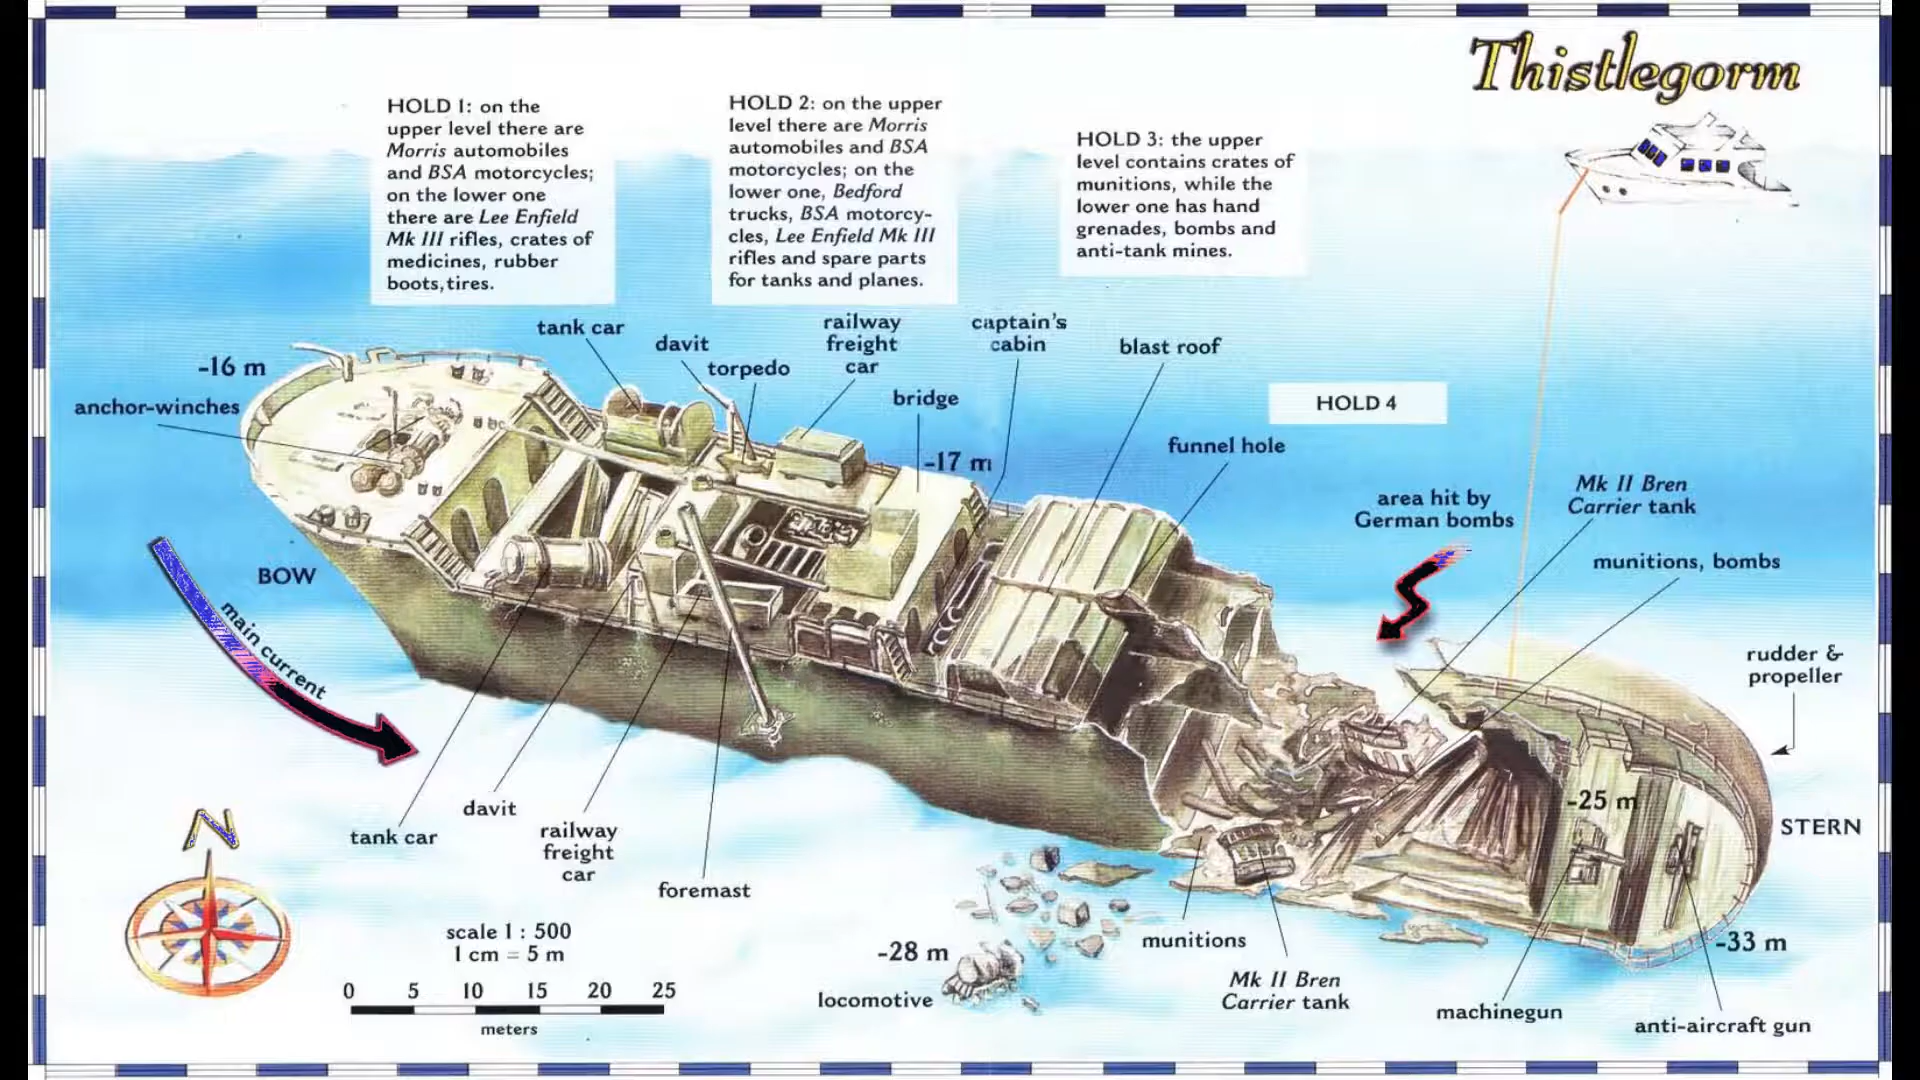 Thistlegorm
HOLD 1: on the
upper level there are
Morris automobiles
and BSA motorcycles;
on the lower one
there are Lee Enfield
Mk III rifles, crates of
medicines, rubber
boots, tires.
HOLD 2: on the upper
level there are Morris
automobiles and BSA
motorcycles; on the
lower one, Bedford
trucks, BSA motorcy-
cles, Lee Enfield Mk III
rifles and spare parts
for tanks and planes.
HOLD 3: the upper
level contains crates of
munitions, while the
lower one has hand
grenades, bombs and
anti-tank mines.
tank car
davit
torpedo
railway
freight
car
captain's
cabin
bridge
blast roof
HOLD 4
funnel hole
-16 m
anchor-winches
-17 m
area hit by
German bombs
Mk II Bren
Carrier tank
munitions, bombs
rudder &
propeller
BOW
main current
-25 m
STERN
tank car
davit
railway
freight
car
foremast
N
scale 1 : 500
1 cm = 5 m
0 5 10 15 20 25
meters
-28 m
locomotive
munitions
Mk II Bren
Carrier tank
machinegun
-33 m
anti-aircraft gun